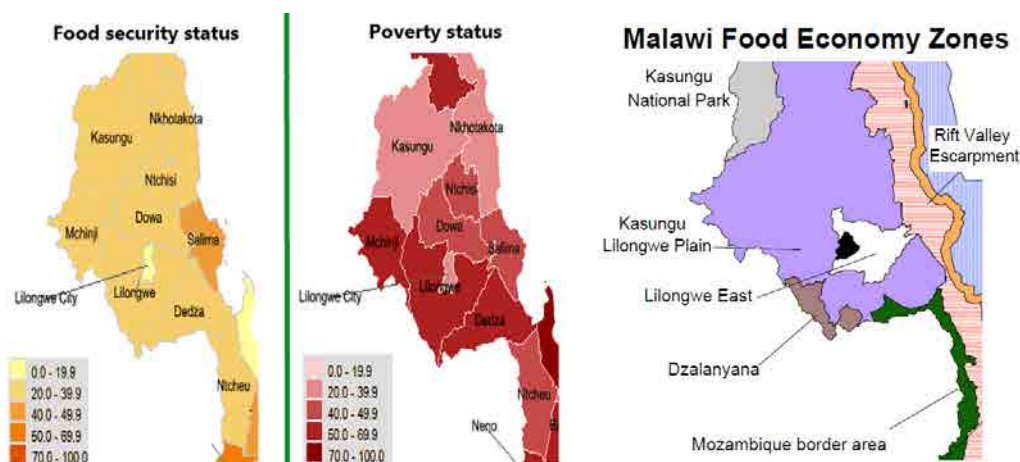 Food security status
Nkhotakota
Kasungu
Ntchisi
Dowa
Mchinji
Salima
Lilongwe City
Lilongwe
Dedza
Ntcheu
0.0 - 19.9
20.0 - 39.9
40.0 - 49.9
50.0 - 69.9
70.0 - 100.0
Poverty status
Nkhotakota
Kasungu
Ntchisi
Dowa
Mchinji
Salima
Lilongwe City
Lilongwe
Dedza
Ntcheu
Neno
0.0 - 19.9
20.0 - 39.9
40.0 - 49.9
50.0 - 69.9
70.0 - 100.0
Malawi Food Economy Zones
Kasungu
National Park
Rift Valley
Escarpment
Kasungu
Lilongwe Plain
Lilongwe East
Dzalanyana
Mozambique border area